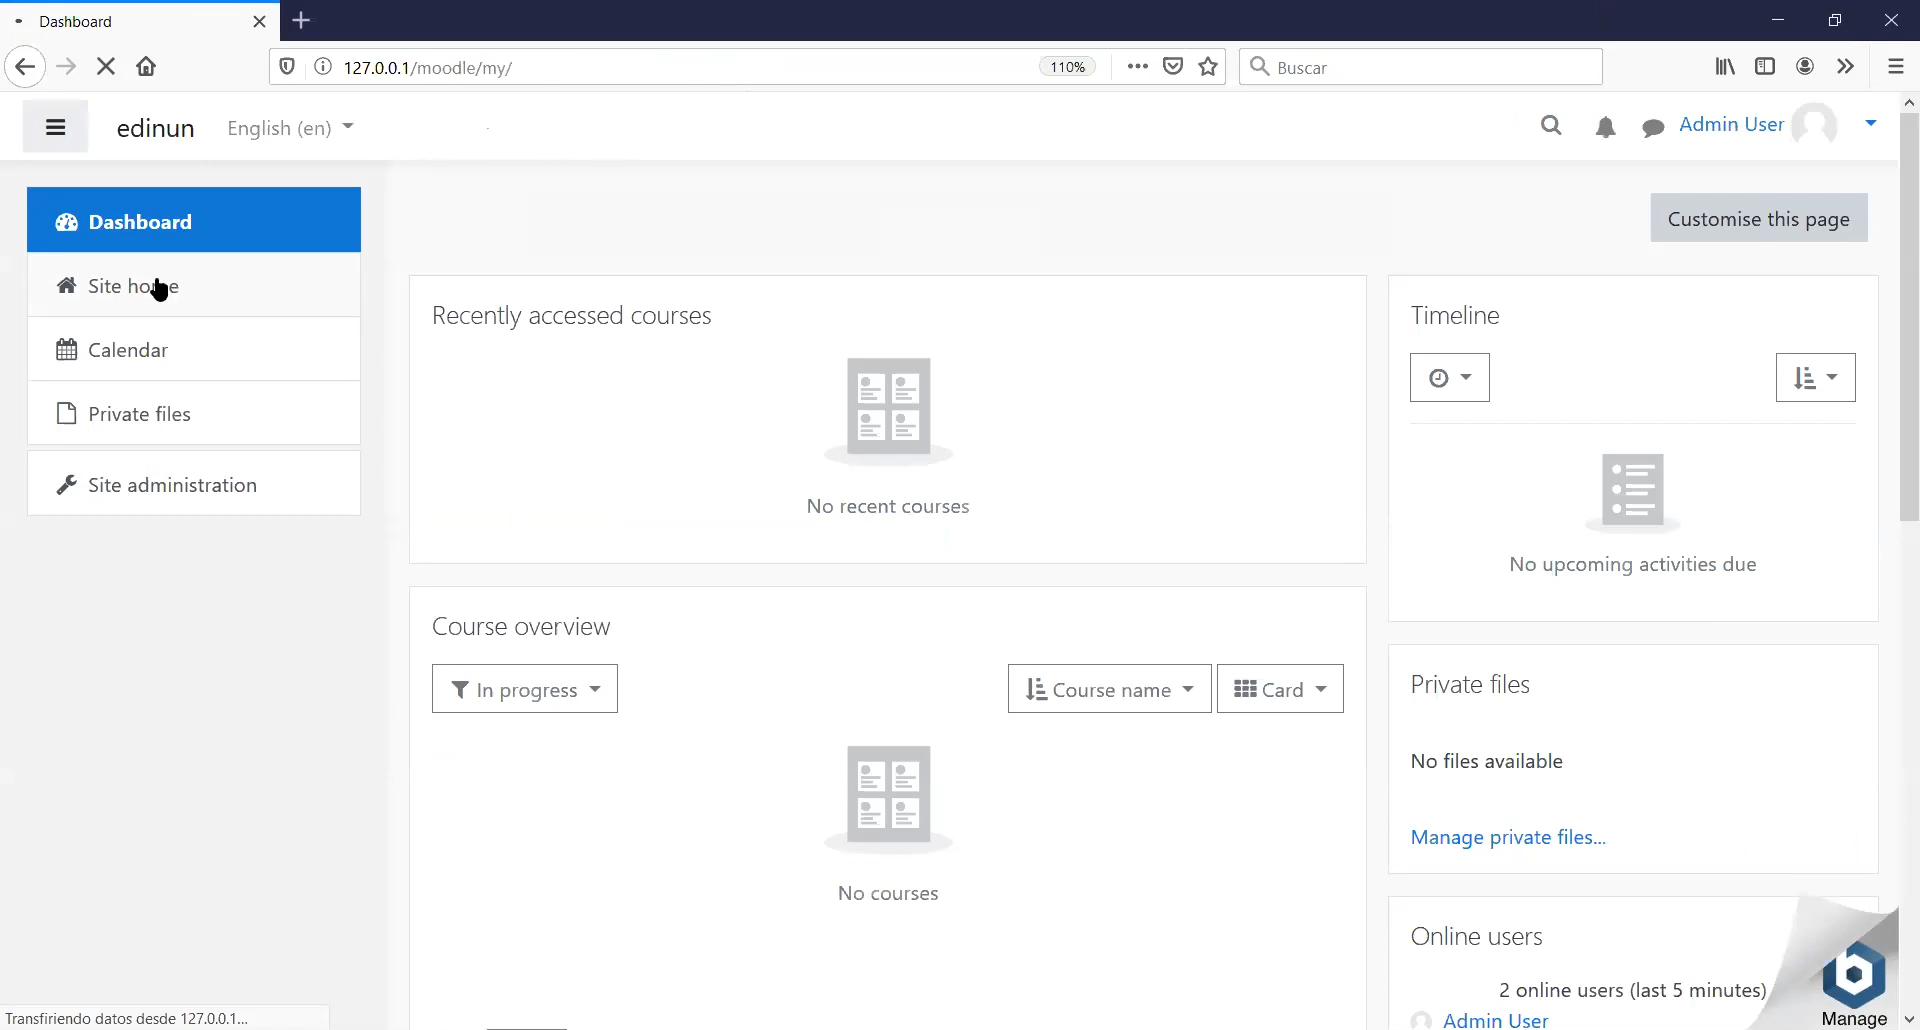 Dashboard
127.0.0.1/moodle/my/
110%
Buscar
edinun
English (en)
Admin User
Dashboard
Customise this page
Site home
Calendar
Private files
Site administration
Recently accessed courses
No recent courses
Timeline
No upcoming activities due
Course overview
In progress
Course name
Card
No courses
Private files
No files available
Manage private files...
Online users
2 online users (last 5 minutes)
Admin User
Manage
Transfiriendo datos desde 127.0.0.1...